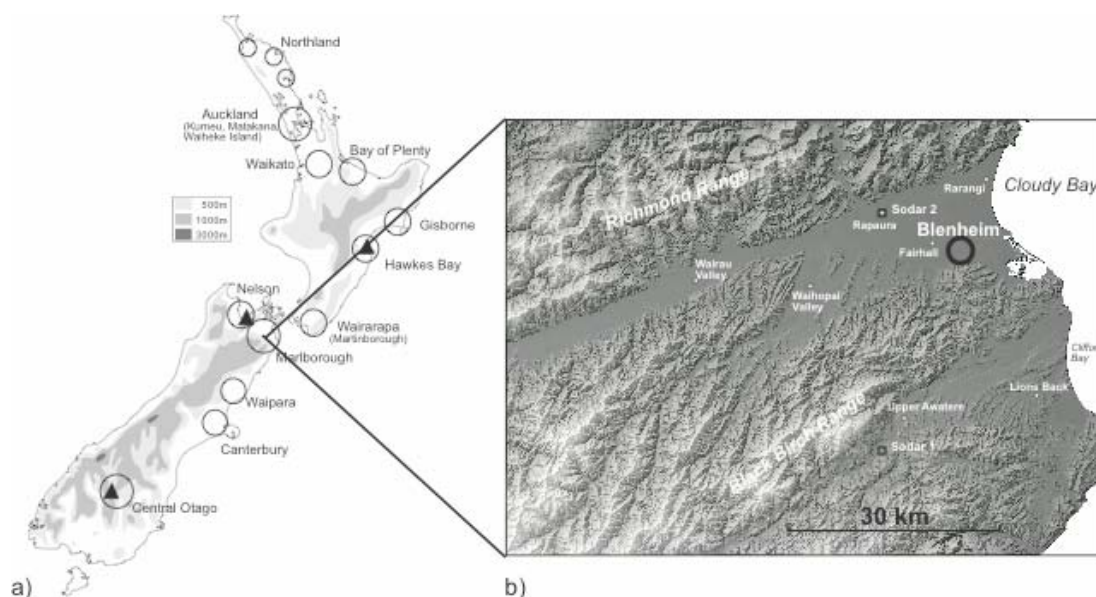 Northland
Auckland
(Kumeu, Matakana,
Waiheke Island)
Waikato
Bay of Plenty
500m
1000m
3000m
Gisborne
Hawkes Bay
Nelson
Wairarapa
(Martinborough)
Marlborough
Waipara
Canterbury
Central Otago
a)
Richmond Range
Rarangi
Cloudy Bay
Sodar 2
Rapaura
Blenheim
Fairhall
Wairau
Valley
Waihopai
Valley
Bay
Lions Back
Black Birch Range
Upper Awatere
Sodar 1
30 km
b)